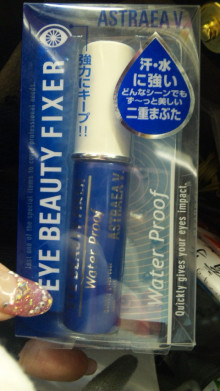 ASTRAEA V.
汗・水
に強い
どんなシーンでも
ず〜っと美しい
二重まぶた
強力にキープ!!
EYE BEAUTY FIXER
Water Proof
ASTRAEA V.
Water Proof
Quickly gives your eyes impact.